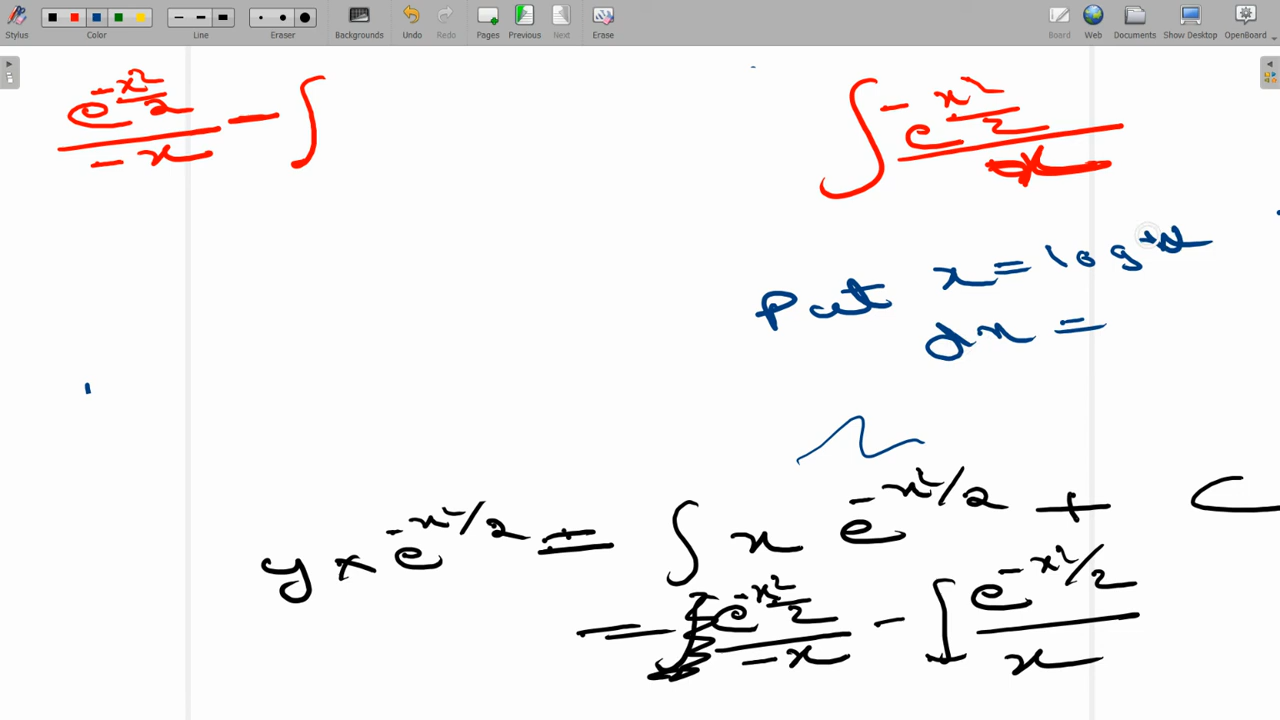 Stylus Color Line Eraser Backgrounds Undo Redo Pages Previous Next Erase Board Web Documents Show Desktop OpenBoard
e^{-x²/2} / -x - ∫
∫ e^{-x²/2}
Put x = log
dx =
y × e^{-x²/2} = ∫ x e^{-x²/2} + C
= e^{-x²/2} / -x - ∫ e^{-x²/2} / x